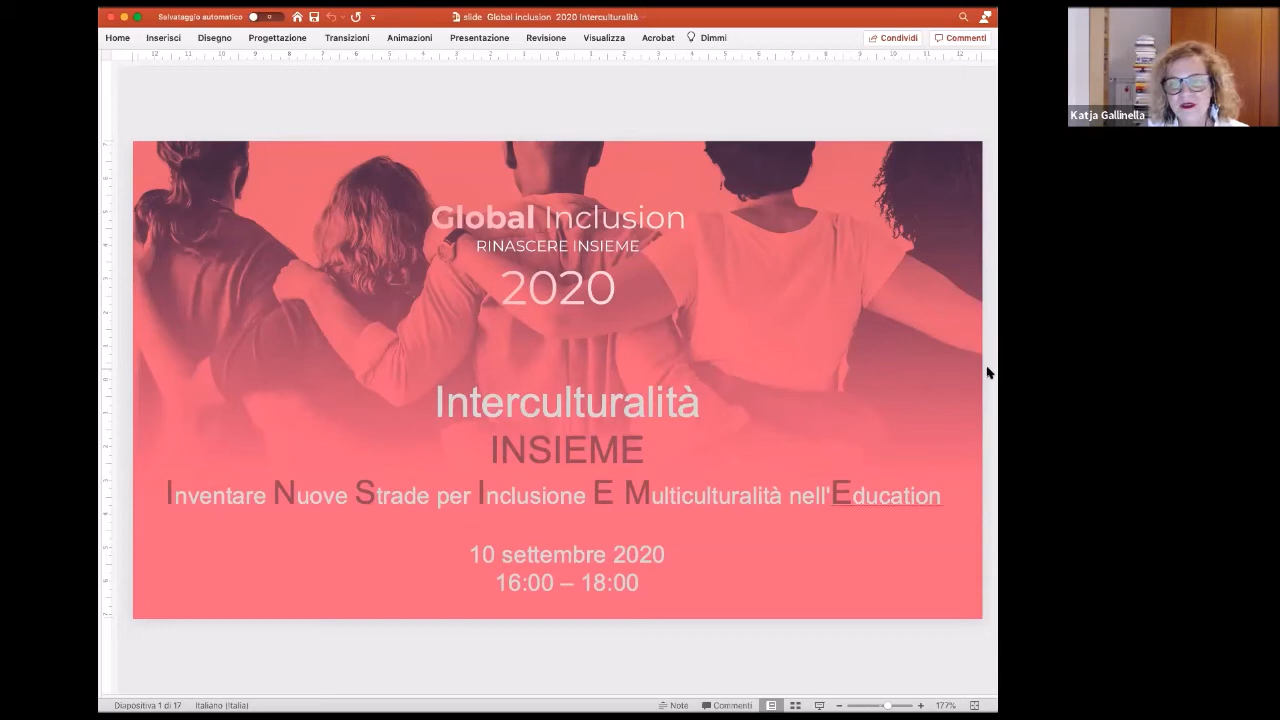 Selvataggio automatico
slide Global inclusion 2020 Interculturalità
Home Inserisci Disegno Progettazione Transizioni Animazioni Presentazione Revisione Visualizza Acrobat Dimmi Condividi Commenti
Katja Gallinella
Global Inclusion
RINASCERE INSIEME
2020
Interculturalità
INSIEME
Inventare Nuove Strade per Inclusione E Multiculturalità nell'Education
10 settembre 2020
16:00 – 18:00
Diapositiva 1 di 17 Italiano (Italia) Note Commenti 177%